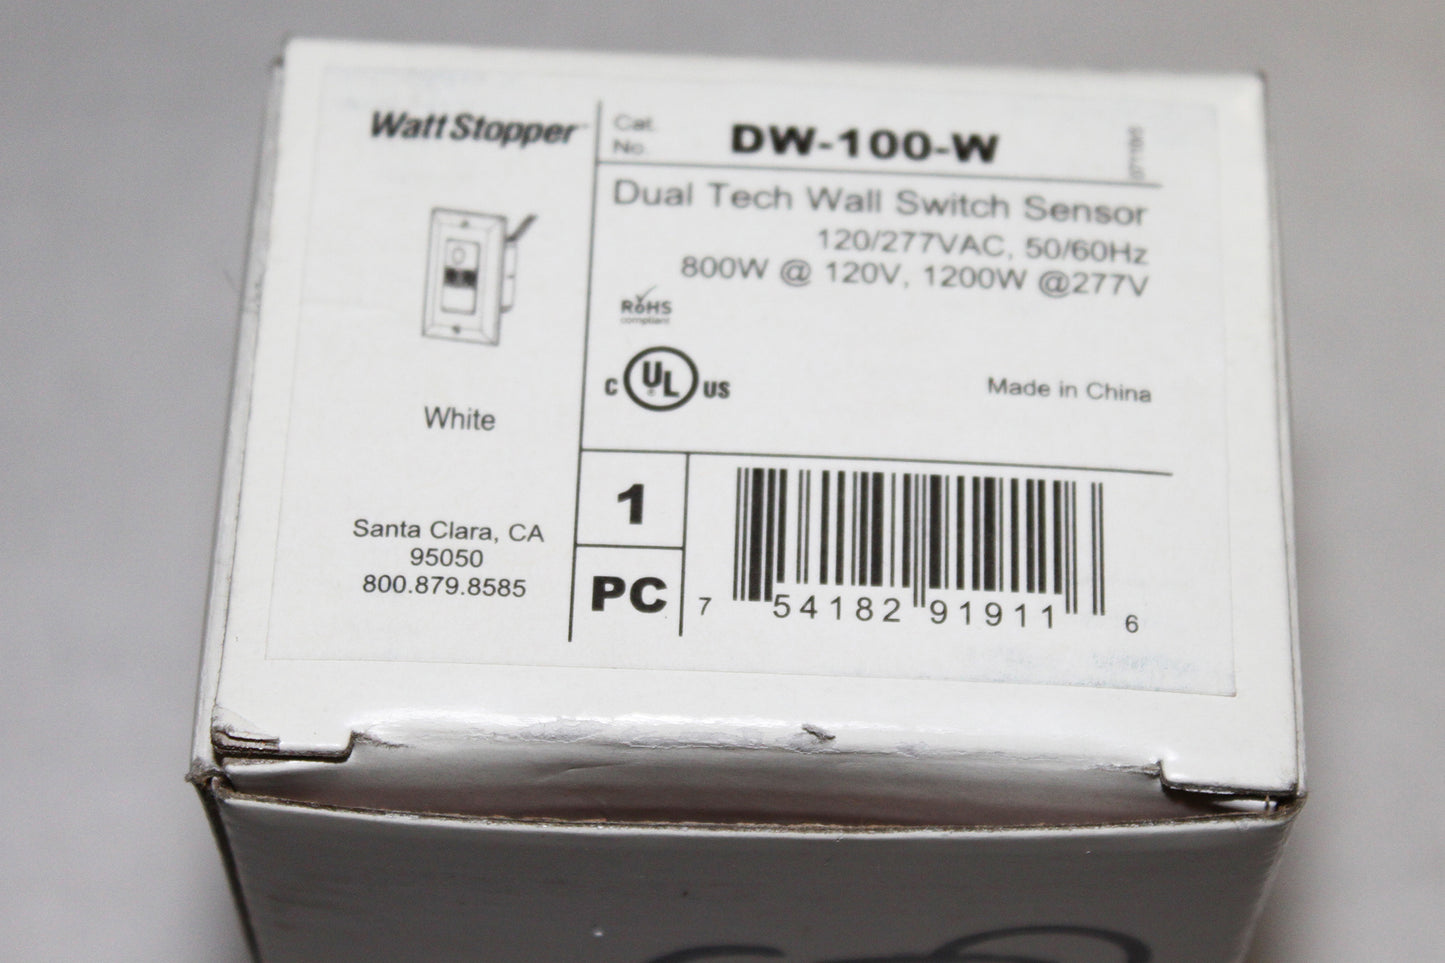 WattStopper
Cat. No.
DW-100-W
Dual Tech Wall Switch Sensor
120/277VAC, 50/60Hz
800W @ 120V, 1200W @277V
RoHS
compliant
C UL US
Made in China
White
Santa Clara, CA
95050
800.879.8585
1
PC
7 54182 91911 6